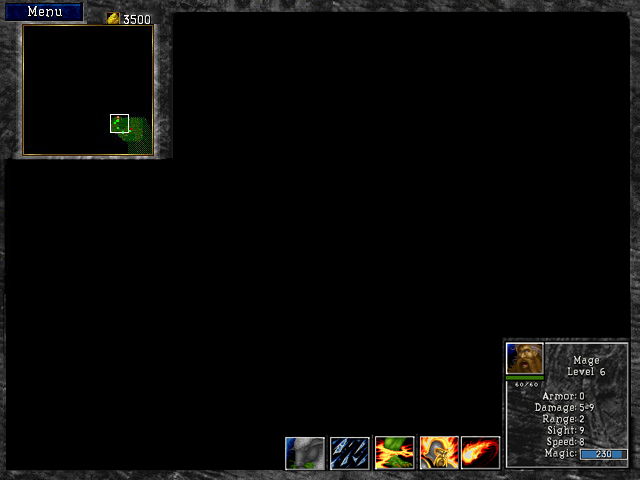 Menu
3500
Mage
Level 6
60/60
Armor: 0
Damage: 5-9
Range: 2
Sight: 9
Speed: 8
Magic: 230